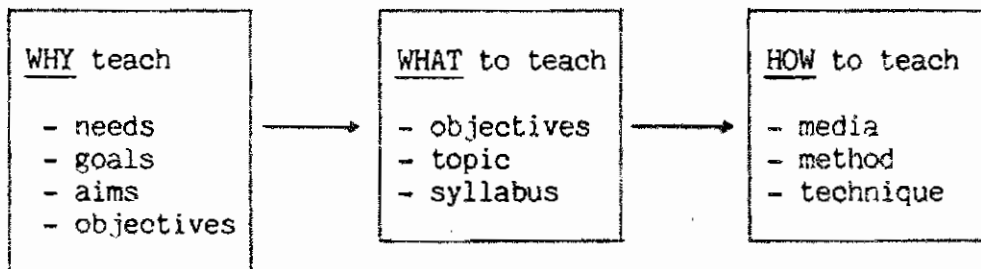 WHY teach
- needs
- goals
- aims
- objectives
WHAT to teach
- objectives
- topic
- syllabus
HOW to teach
- media
- method
- technique